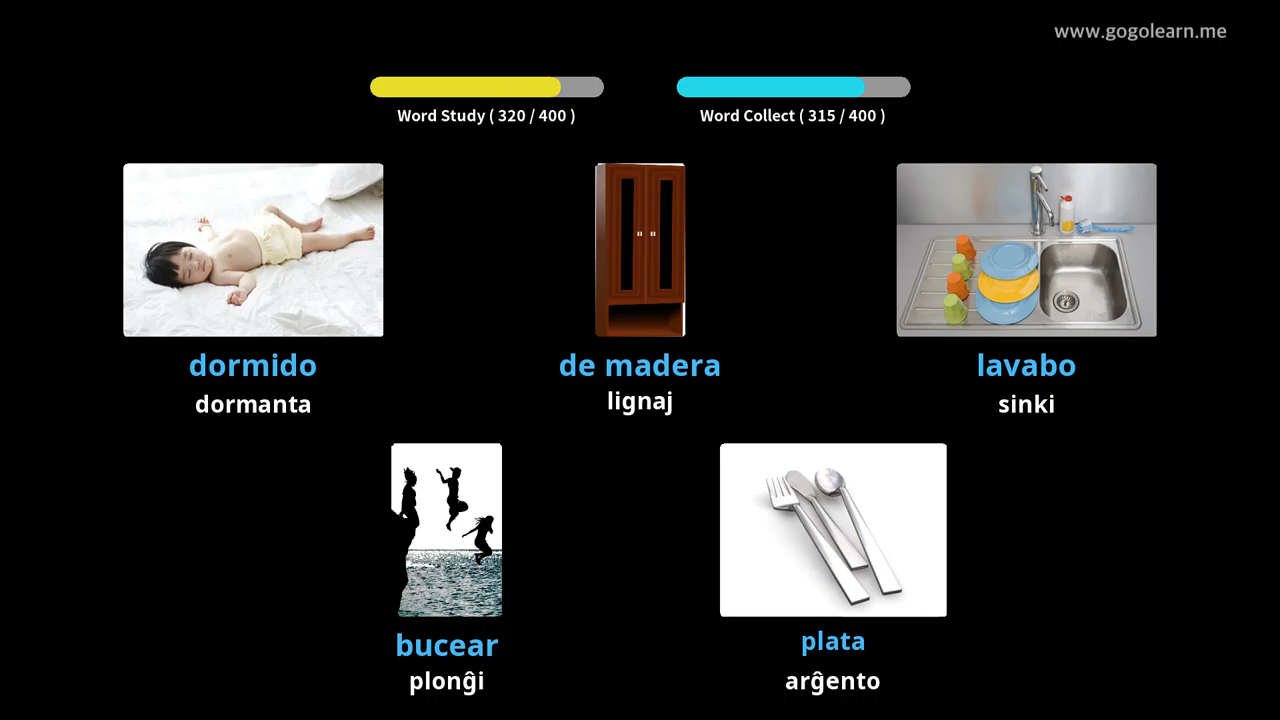 www.gogolearn.me
Word Study ( 320 / 400 )
Word Collect ( 315 / 400 )
dormido
dormanta
de madera
lignaj
lavabo
sinki
bucear
plonĝi
plata
arĝento